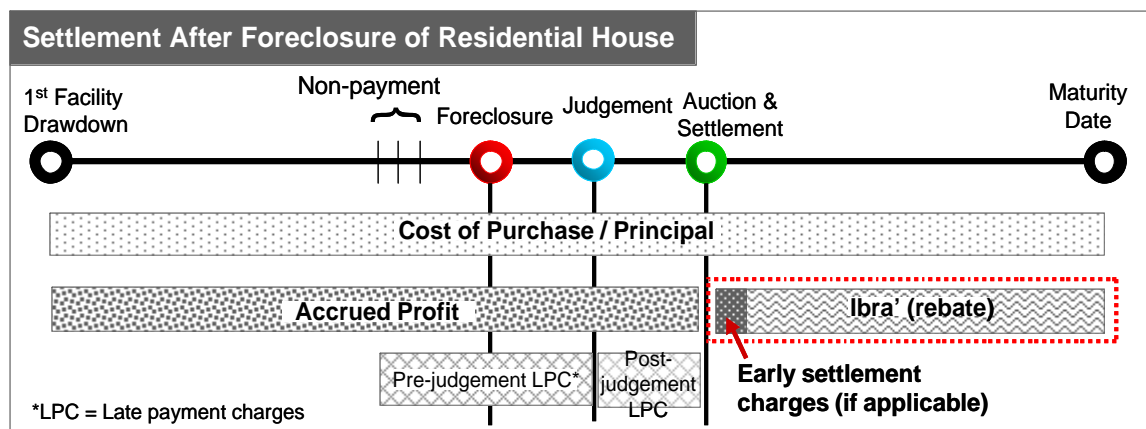 Settlement After Foreclosure of Residential House
1st Facility
Drawdown
Non-payment
Foreclosure
Judgement
Auction &
Settlement
Maturity
Date
Cost of Purchase / Principal
Accrued Profit
Ibra’ (rebate)
Pre-judgement LPC*
Post-
judgement
LPC
Early settlement
charges (if applicable)
*LPC = Late payment charges